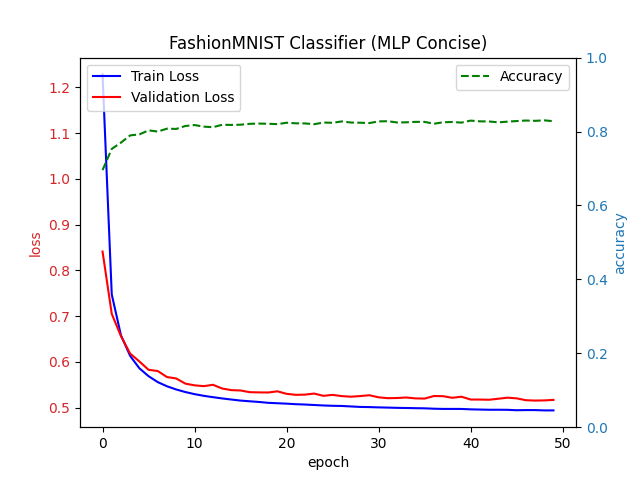 FashionMNIST Classifier (MLP Concise)
Train Loss
Validation Loss
Accuracy
1.2
1.1
1.0
0.9
0.8
0.7
0.6
0.5
loss
1.0
0.8
0.6
0.4
0.2
0.0
accuracy
0 10 20 30 40 50
epoch